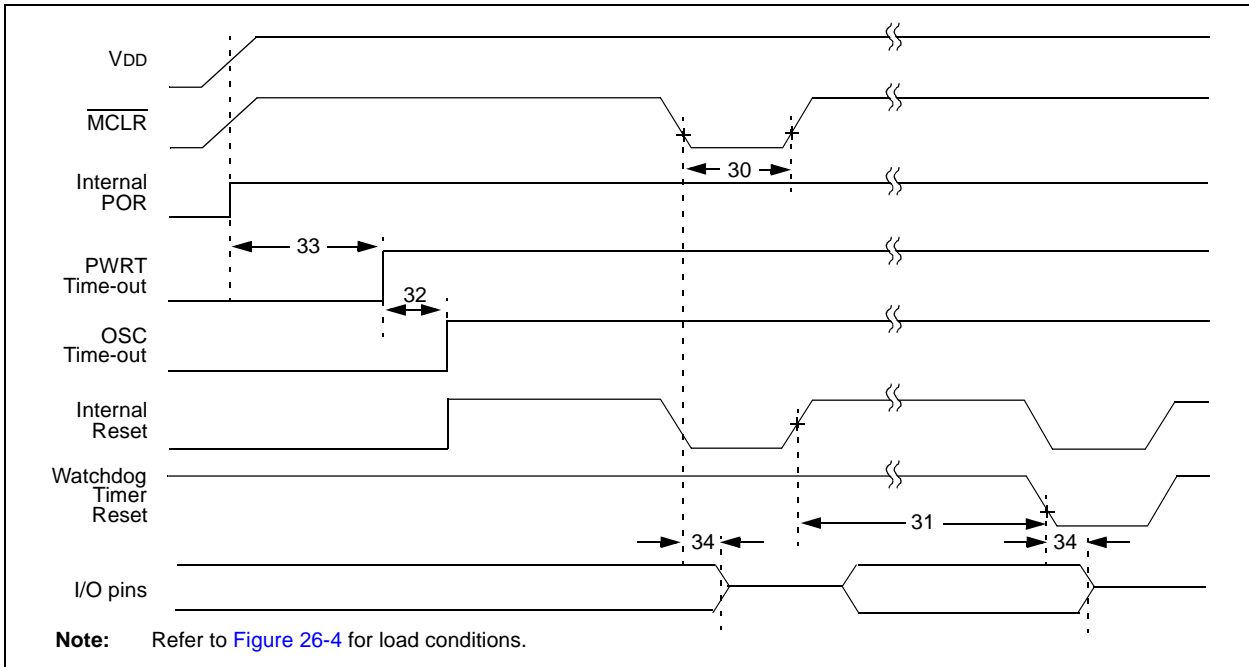 VDD
MCLR
Internal
POR
30
33
PWRT
Time-out
32
OSC
Time-out
Internal
Reset
Watchdog
Timer
Reset
31
34
34
I/O pins
Note: Refer to Figure 26-4 for load conditions.